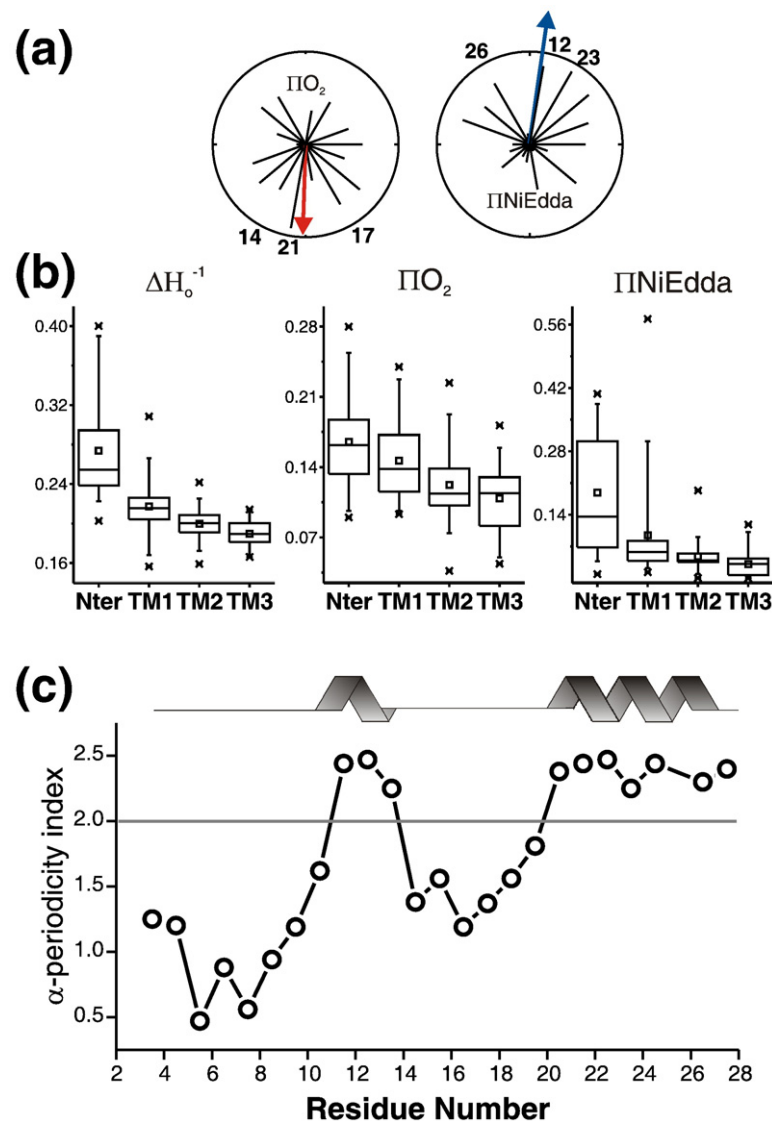 (a)
ΠO₂
14
21
17
26
12
23
ΠNiEdda
(b)
ΔHₒ⁻¹
ΠO₂
ΠNiEdda
0.40
0.32
0.24
0.16
Nter TM1 TM2 TM3
0.28
0.21
0.14
0.07
Nter TM1 TM2 TM3
0.56
0.42
0.28
0.14
Nter TM1 TM2 TM3
(c)
α-periodicity index
2.5
2.0
1.5
1.0
0.5
2 4 6 8 10 12 14 16 18 20 22 24 26 28
Residue Number